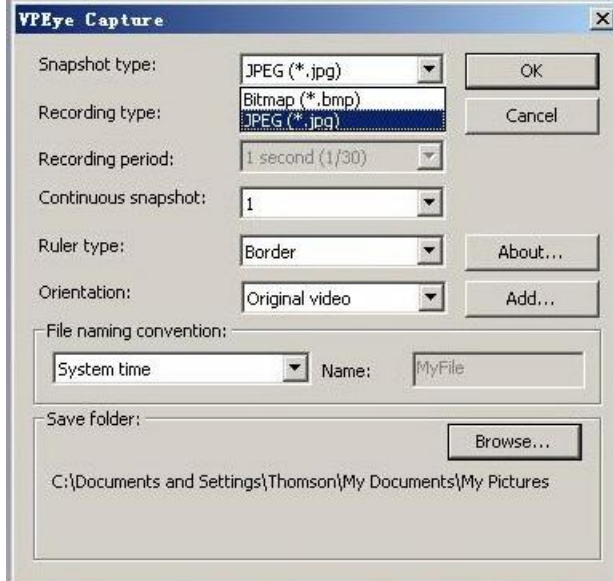 VPEye Capture
Snapshot type:
JPEG (*.jpg)
OK
Bitmap (*.bmp)
JPEG (*.jpg)
Recording type:
Cancel
Recording period:
1 second (1/30)
Continuous snapshot:
1
Ruler type:
Border
About...
Orientation:
Original video
Add...
File naming convention:
System time
Name:
MyFile
Save folder:
Browse...
C:\Documents and Settings\Thomson\My Documents\My Pictures